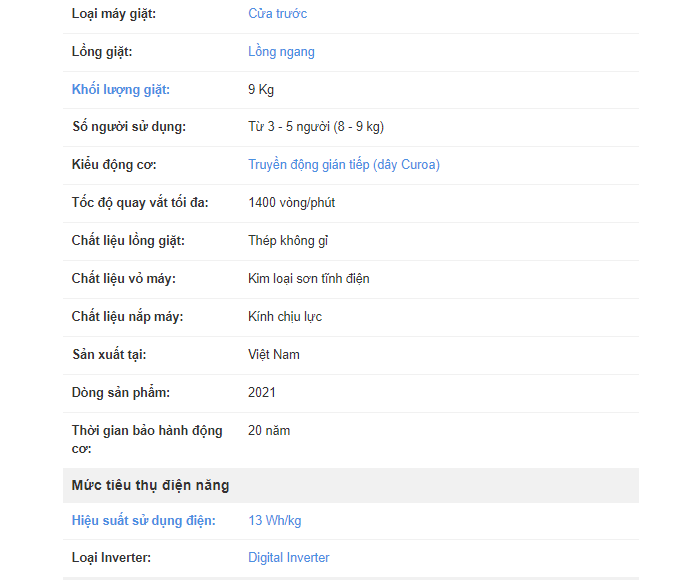 Loại máy giặt: Cửa trước
Lồng giặt: Lồng ngang
Khối lượng giặt: 9 Kg
Số người sử dụng: Từ 3 - 5 người (8 - 9 kg)
Kiểu động cơ: Truyền động gián tiếp (dây Curoa)
Tốc độ quay vắt tối đa: 1400 vòng/phút
Chất liệu lồng giặt: Thép không gỉ
Chất liệu vỏ máy: Kim loại sơn tĩnh điện
Chất liệu nắp máy: Kính chịu lực
Sản xuất tại: Việt Nam
Dòng sản phẩm: 2021
Thời gian bảo hành động 20 năm
cơ:
Mức tiêu thụ điện năng
Hiệu suất sử dụng điện: 13 Wh/kg
Loại Inverter: Digital Inverter